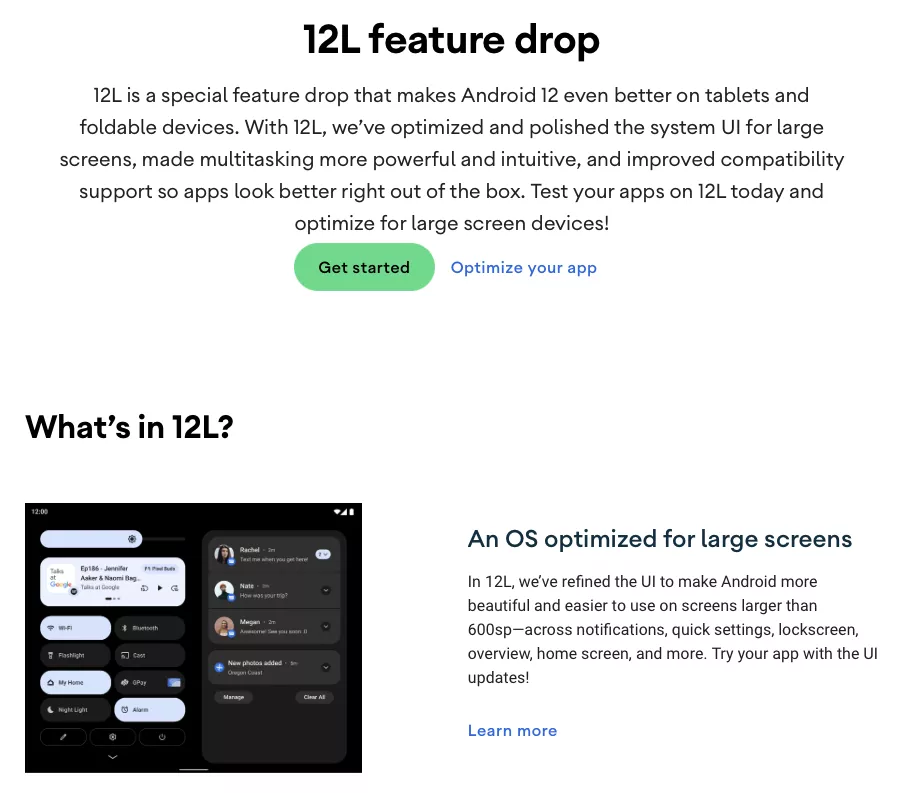 12L feature drop
12L is a special feature drop that makes Android 12 even better on tablets and
foldable devices. With 12L, we’ve optimized and polished the system UI for large
screens, made multitasking more powerful and intuitive, and improved compatibility
support so apps look better right out of the box. Test your apps on 12L today and
optimize for large screen devices!
Get started
Optimize your app
What’s in 12L?
12:00
Talks
at
Google
Ep186 - Jennifer
Aaker & Naomi Bag...
Talks at Google
Wi-Fi
Bluetooth
Flashlight
Cast
My Home
GPay
Night Light
Alarm
Rachel • 2m
Text me when you get here!
2
Nate • 3m
How was your trip?
Megan • 2m
Awesome! See you soon :D
New photos added • 9m
Oregan Coast
Manage
Clear All
An OS optimized for large screens
In 12L, we’ve refined the UI to make Android more
beautiful and easier to use on screens larger than
600sp—across notifications, quick settings, lockscreen,
overview, home screen, and more. Try your app with the UI
updates!
Learn more